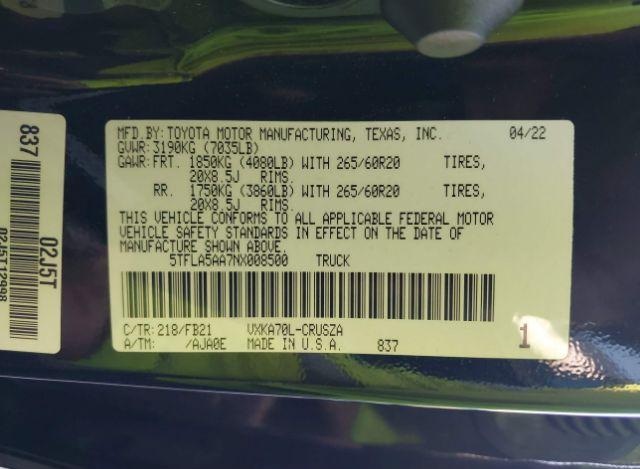 MFD.BY:TOYOTA MOTOR MANUFACTURING, TEXAS, INC. 04/22
GVWR:3190KG (7035LB)
GAWR:FRT. 1850KG (4080LB) WITH 265/60R20 TIRES,
20X8.5J RIMS.
RR. 1750KG (3860LB) WITH 265/60R20 TIRES,
20X8.5J RIMS.
THIS VEHICLE CONFORMS TO ALL APPLICABLE FEDERAL MOTOR
VEHICLE SAFETY STANDARDS IN EFFECT ON THE DATE OF
MANUFACTURE SHOWN ABOVE.
5TFLA5AA7NX008500 TRUCK
C/TR:218/FB21 VXKA70L-CRUSZA
A/TM: /AJA0E MADE IN U.S.A. 837
1
837
02J5T
02J5T12998